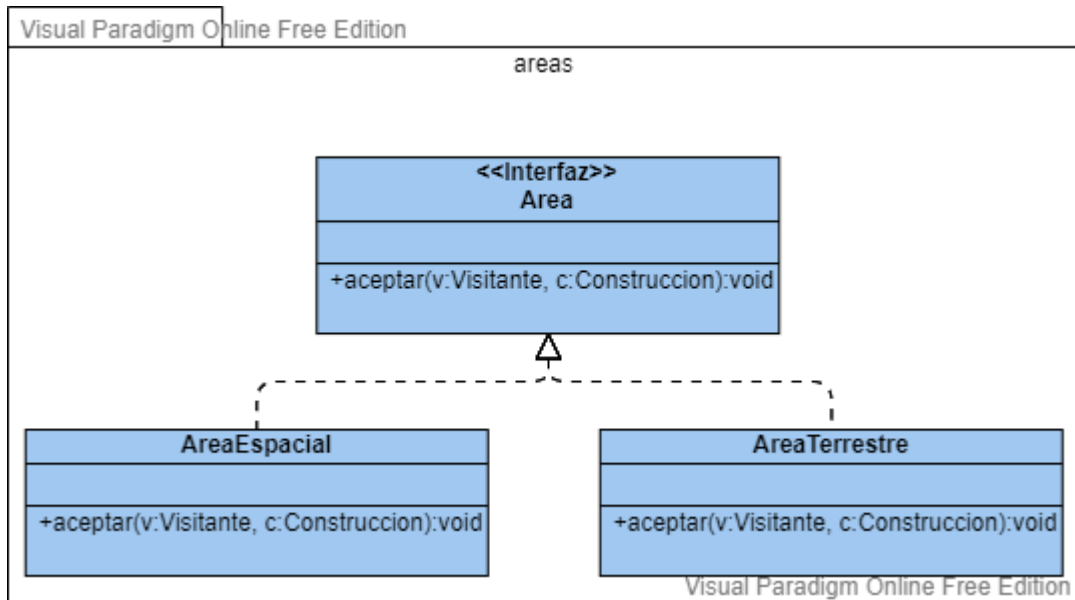 Visual Paradigm Online Free Edition
areas
<<Interfaz>>
Area
+aceptar(v:Visitante, c:Construccion):void
AreaEspacial
+aceptar(v:Visitante, c:Construccion):void
AreaTerrestre
+aceptar(v:Visitante, c:Construccion):void
Visual Paradigm Online Free Edition